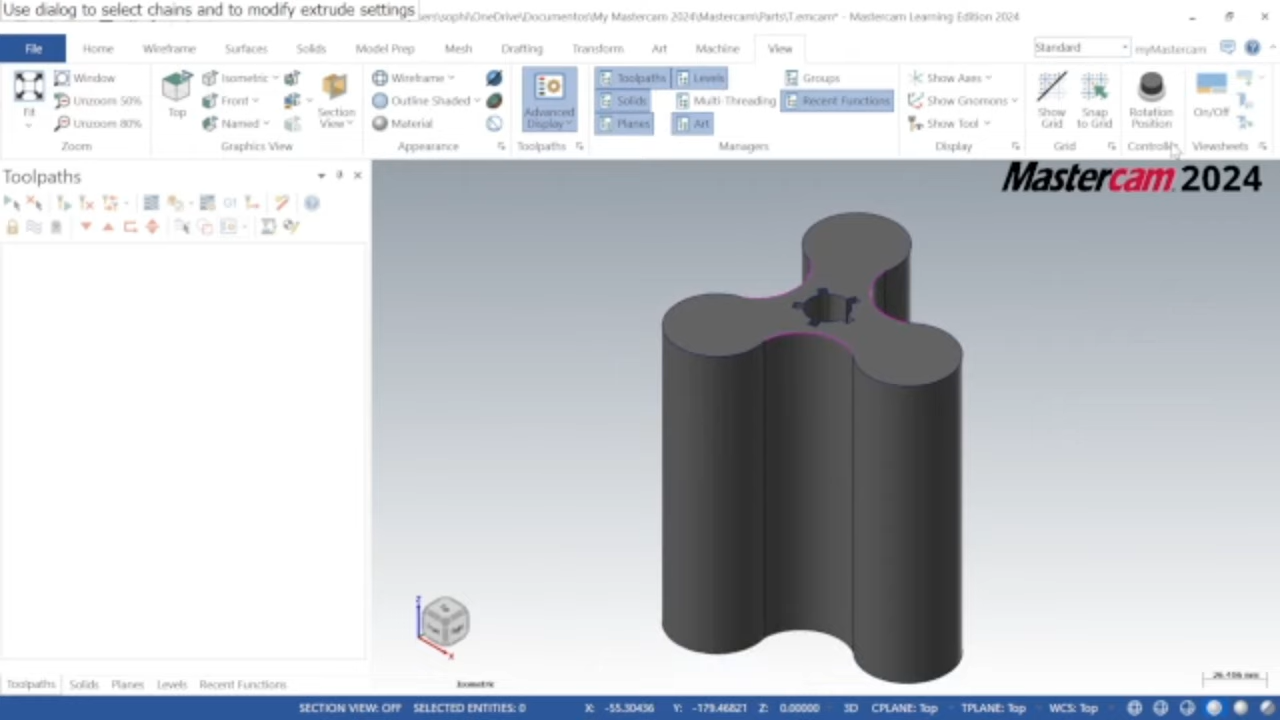 Use dialog to select chains and to modify extrude settings
sers\sophi\OneDrive\Documentos\My Mastercam 2024\Mastercam\Parts\T.emcam* - Mastercam Learning Edition 2024
File Home Wireframe Surfaces Solids Model Prep Mesh Drafting Transform Art Machine View Standard myMastercam
Window Isometric Wireframe Toolpaths Levels Groups Show Axes
Unzoom 50% Front Outline Shaded Solids Multi-Threading Recent Functions Show Gnomons
Fit Unzoom 80% Top Named Section View Material Advanced Display Planes Art Show Tool Show Grid Snap to Grid Rotation Position On/Off
Zoom Graphics View Appearance Toolpaths Managers Display Grid Controll Viewsheets
Toolpaths
Mastercam 2024
G1
Z
X
Isometric
Toolpaths Solids Planes Levels Recent Functions
SECTION VIEW: OFF SELECTED ENTITIES: 0 X: -55.30436 Y: -179.46821 Z: 0.00000 3D CPLANE: Top TPLANE: Top WCS: Top